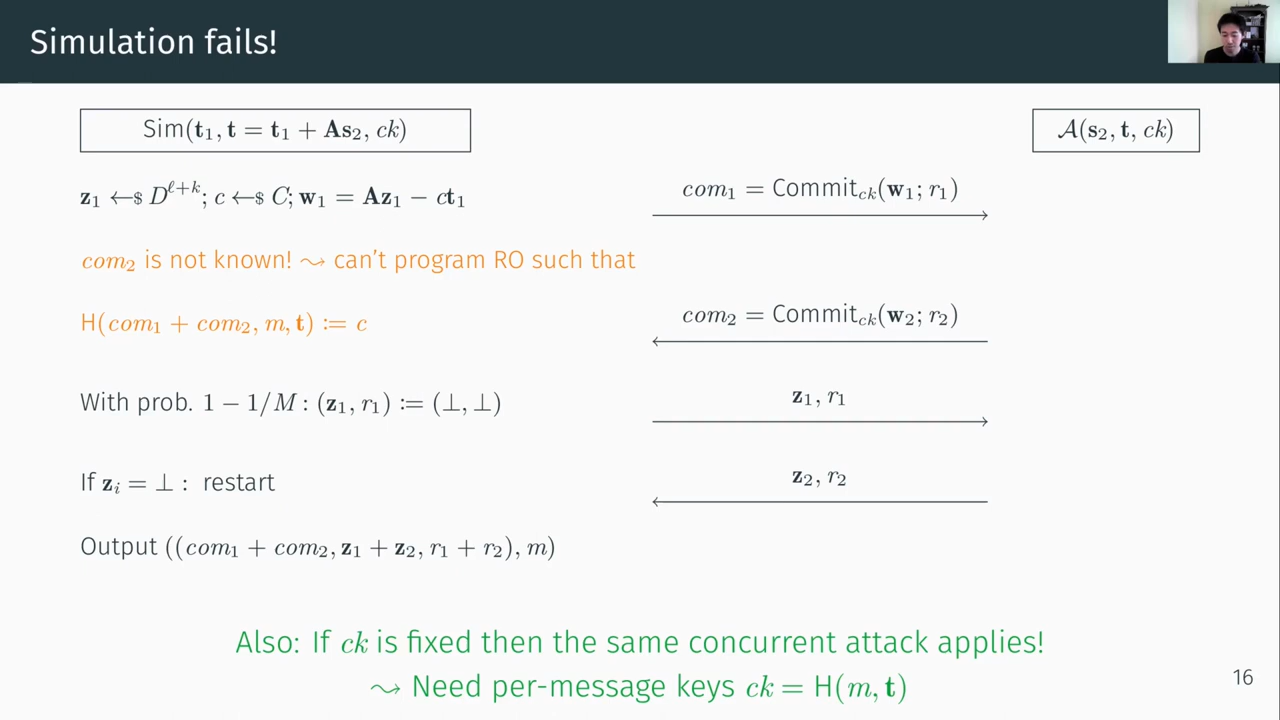 Simulation fails!
Sim(t₁, t = t₁ + As₂, ck)
A(s₂, t, ck)
z₁ ←$ D^{ℓ+k}; c ←$ C; w₁ = Az₁ − ct₁
com₁ = Commit_{ck}(w₁; r₁)
com₂ is not known! ⇝ can't program RO such that
H(com₁ + com₂, m, t) := c
com₂ = Commit_{ck}(w₂; r₂)
With prob. 1 − 1/M : (z₁, r₁) := (⊥, ⊥)
z₁, r₁
If zᵢ = ⊥ : restart
z₂, r₂
Output ((com₁ + com₂, z₁ + z₂, r₁ + r₂), m)
Also: If ck is fixed then the same concurrent attack applies!
⇝ Need per-message keys ck = H(m, t)
16